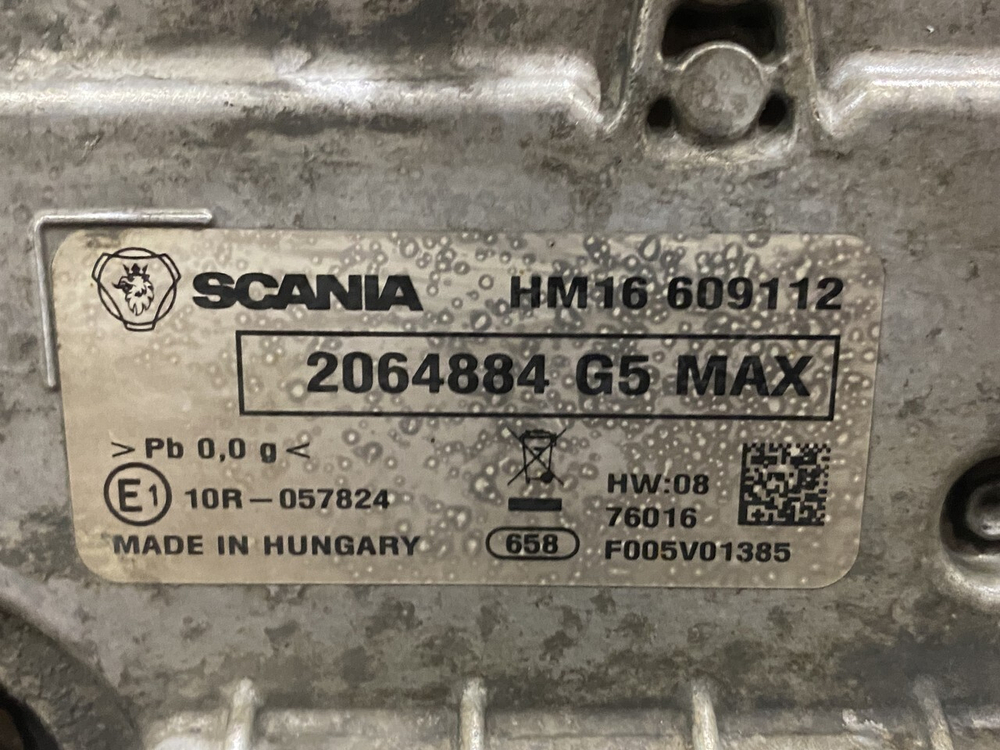 SCANIA HM16 609112
2064884 G5 MAX
>Pb 0,0 g<
E1 10R-057824
HW:08
76016
MADE IN HUNGARY 658 F005V01385